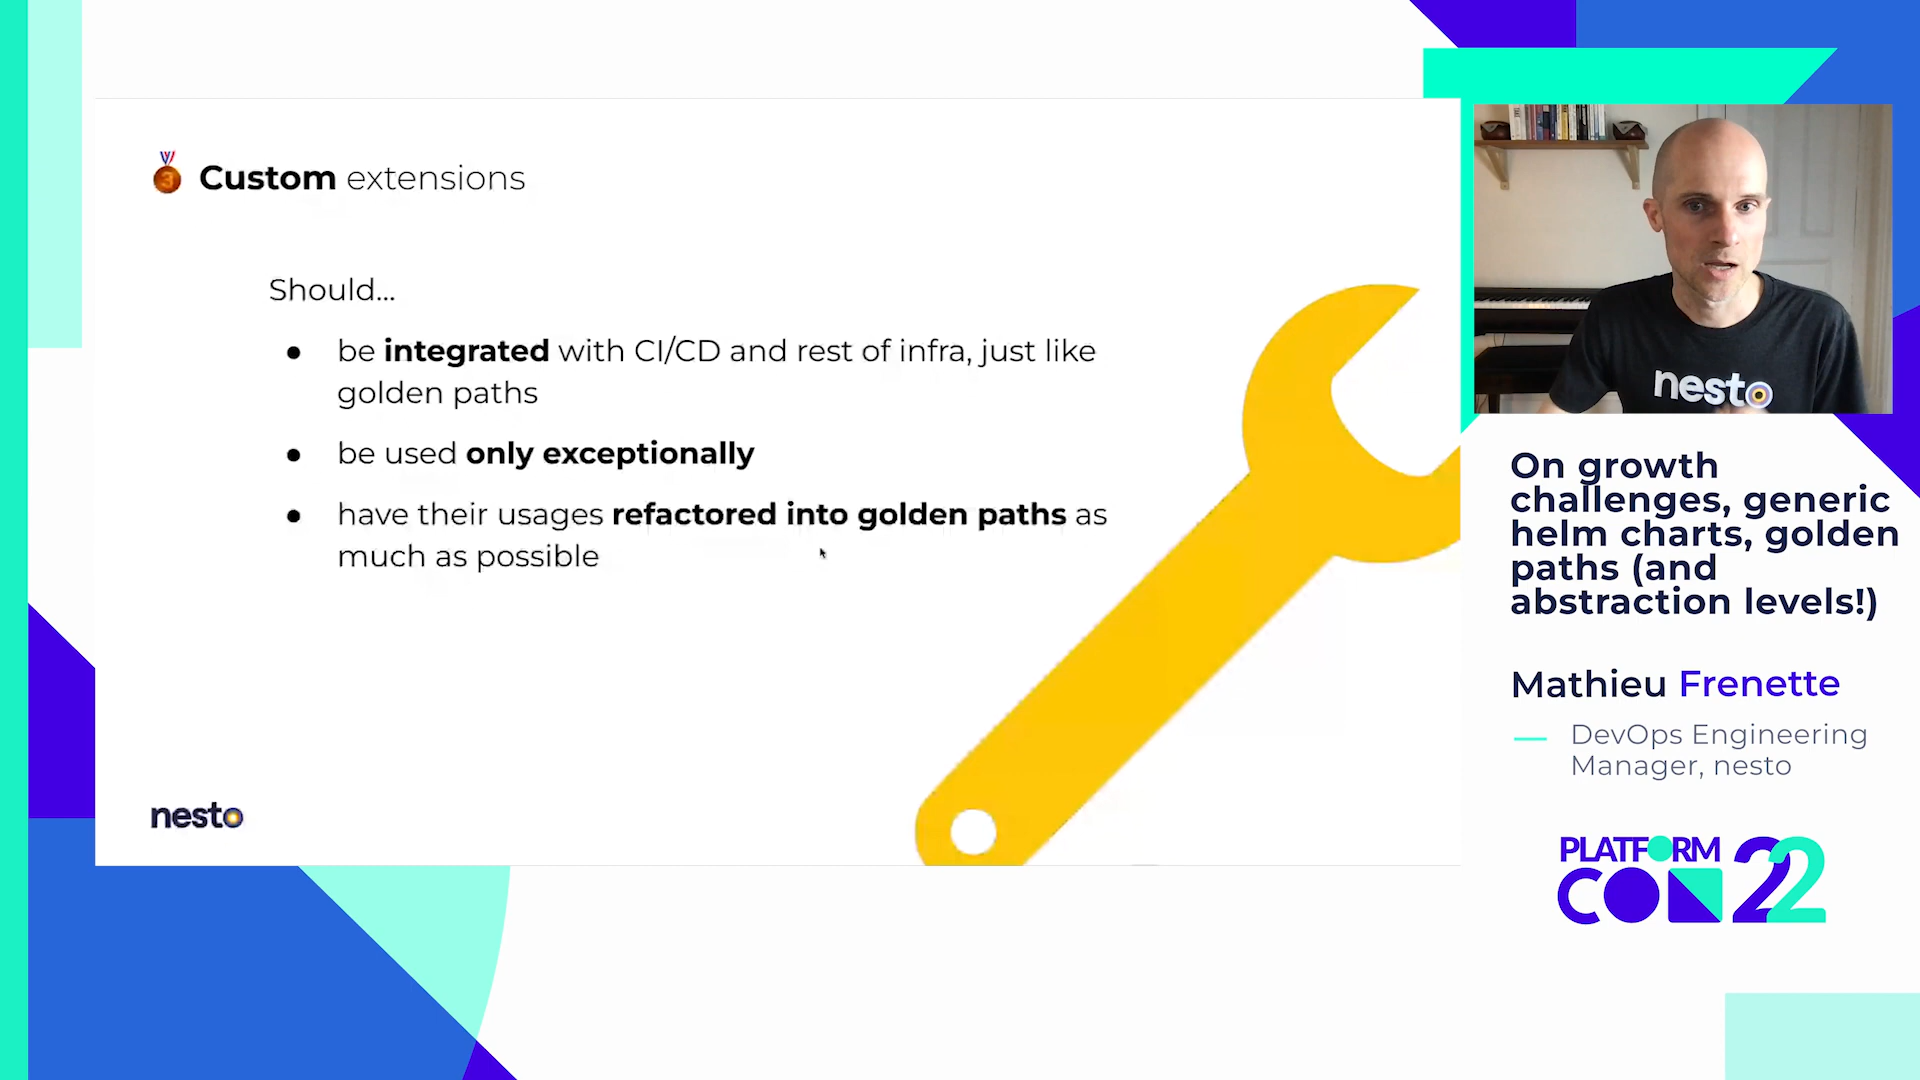 3 Custom extensions
Should...
● be integrated with CI/CD and rest of infra, just like
golden paths
● be used only exceptionally
● have their usages refactored into golden paths as
much as possible
nesto
nesto
On growth
challenges, generic
helm charts, golden
paths (and
abstraction levels!)
Mathieu Frenette
— DevOps Engineering
Manager, nesto
PLATFORM
CON 22